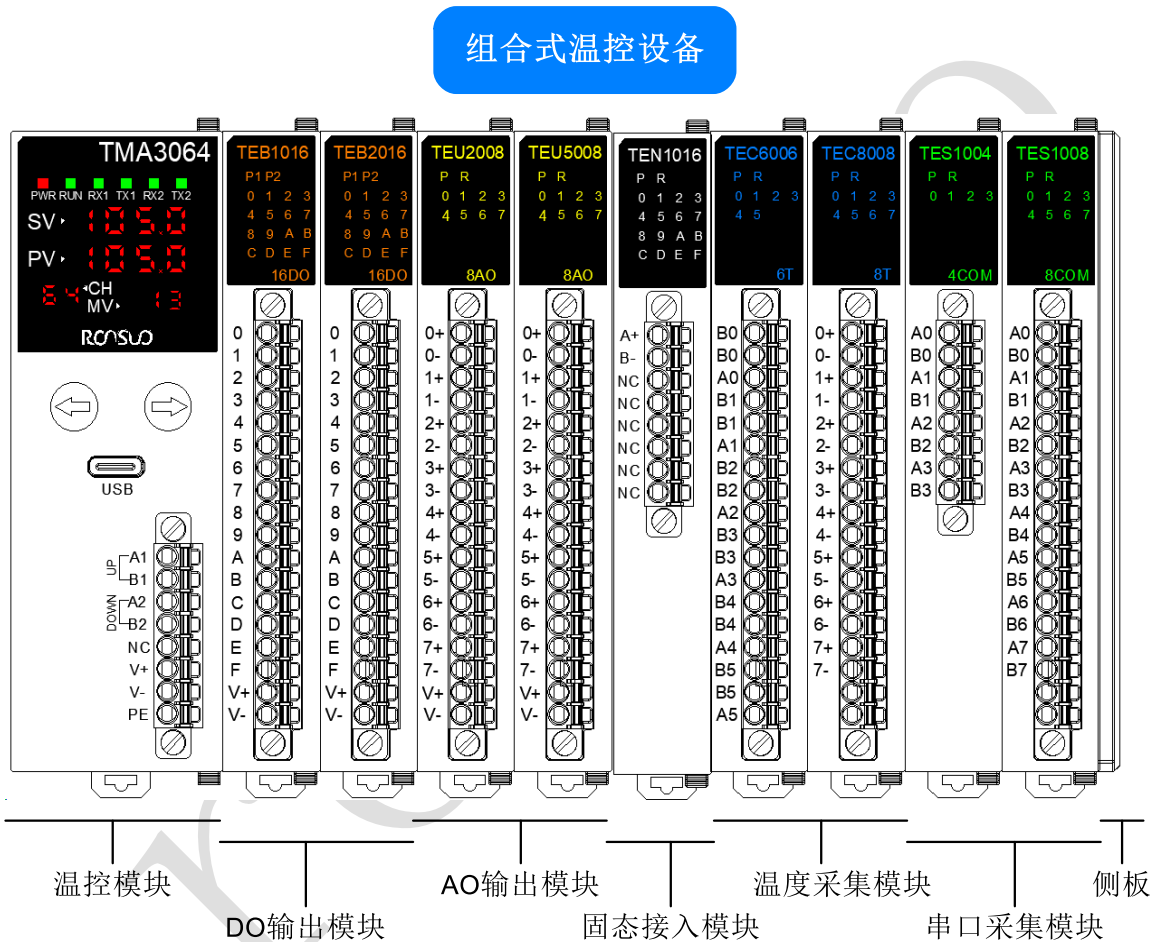 组合式温控设备
TMA3064
PWR RUN RX1 TX1 RX2 TX2
SV 105.0
PV 105.0
64 CH
MV 13
RCNSUO
USB
UP
A1
B1
DOWN
A2
B2
NC
V+
V-
PE
TEB1016
P1 P2
0 1 2 3
4 5 6 7
8 9 A B
C D E F
16DO
0
1
2
3
4
5
6
7
8
9
A
B
C
D
E
F
V+
V-
TEB2016
P1 P2
0 1 2 3
4 5 6 7
8 9 A B
C D E F
16DO
0
1
2
3
4
5
6
7
8
9
A
B
C
D
E
F
V+
V-
TEU2008
P R
0 1 2 3
4 5 6 7
8AO
0+
0-
1+
1-
2+
2-
3+
3-
4+
4-
5+
5-
6+
6-
7+
7-
V+
V-
TEU5008
P R
0 1 2 3
4 5 6 7
8AO
0+
0-
1+
1-
2+
2-
3+
3-
4+
4-
5+
5-
6+
6-
7+
7-
V+
V-
TEN1016
P R
0 1 2 3
4 5 6 7
8 9 A B
C D E F
A+
B-
NC
NC
NC
NC
NC
NC
TEC6006
P R
0 1 2 3
4 5
6T
B0
B0
A0
B1
B1
A1
B2
B2
A2
B3
B3
A3
B4
B4
A4
B5
B5
A5
TEC8008
P R
0 1 2 3
4 5 6 7
8T
0+
0-
1+
1-
2+
2-
3+
3-
4+
4-
5+
5-
6+
6-
7+
7-
TES1004
P R
0 1 2 3
4COM
A0
B0
A1
B1
A2
B2
A3
B3
TES1008
P R
0 1 2 3
4 5 6 7
8COM
A0
B0
A1
B1
A2
B2
A3
B3
A4
B4
A5
B5
A6
B6
A7
B7
温控模块
DO输出模块
AO输出模块
固态接入模块
温度采集模块
串口采集模块
侧板